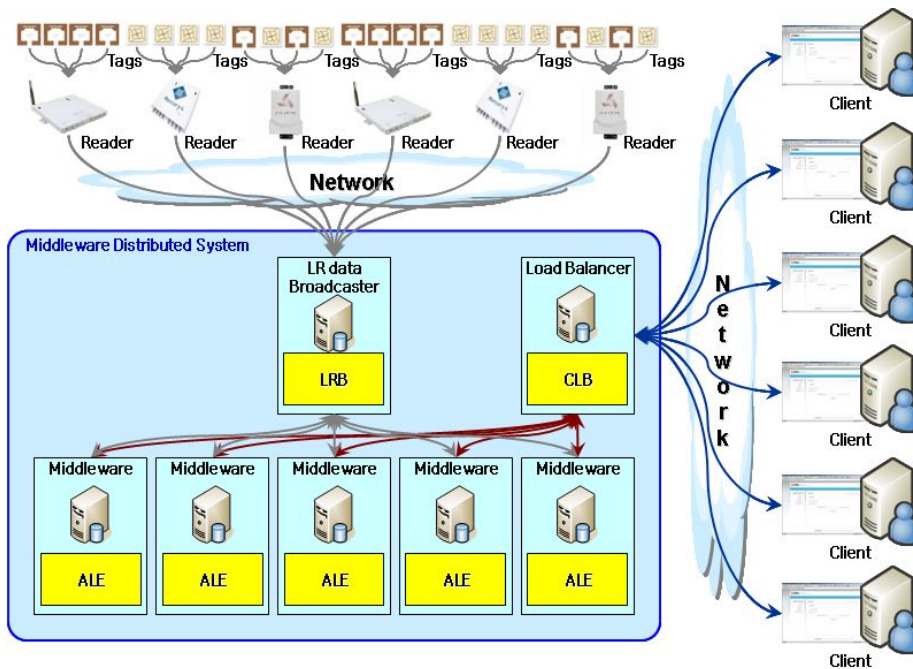 Tags
Tags
Tags
Tags
Tags
Tags
Reader
Reader
Reader
Reader
Reader
Reader
Network
Middleware Distributed System
LR data
Broadcaster
LRB
Load Balancer
CLB
Middleware
ALE
Middleware
ALE
Middleware
ALE
Middleware
ALE
Middleware
ALE
Network
Client
Client
Client
Client
Client
Client